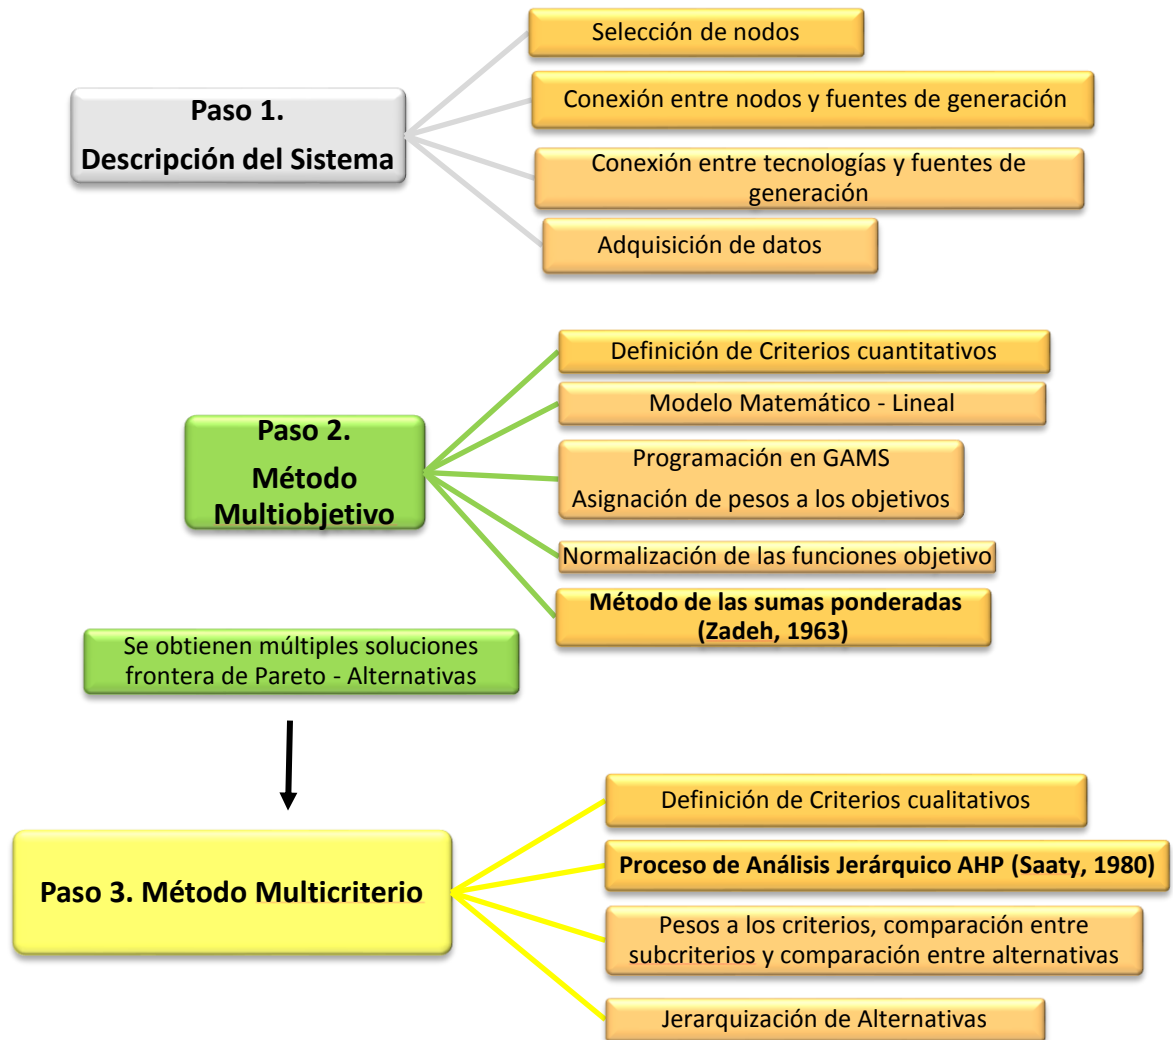 Selección de nodos
Paso 1.
Descripción del Sistema
Conexión entre nodos y fuentes de generación
Conexión entre tecnologías y fuentes de
generación
Adquisición de datos
Definición de Criterios cuantitativos
Paso 2.
Método
Multiobjetivo
Modelo Matemático - Lineal
Programación en GAMS
Asignación de pesos a los objetivos
Normalización de las funciones objetivo
Método de las sumas ponderadas
(Zadeh, 1963)
Se obtienen múltiples soluciones
frontera de Pareto - Alternativas
Paso 3. Método Multicriterio
Definición de Criterios cualitativos
Proceso de Análisis Jerárquico AHP (Saaty, 1980)
Pesos a los criterios, comparación entre
subcriterios y comparación entre alternativas
Jerarquización de Alternativas